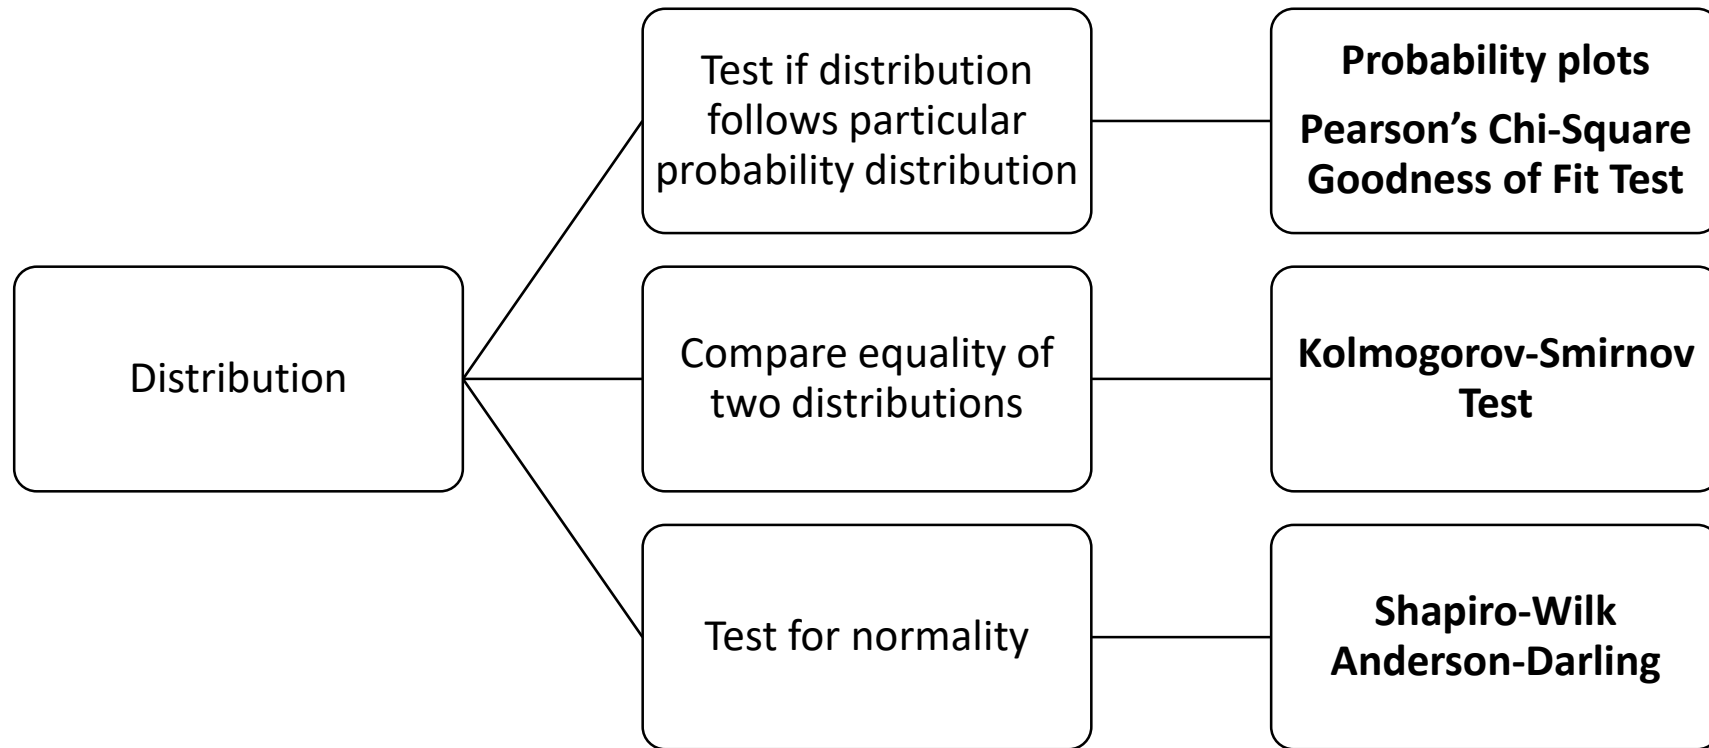 Test if distribution
follows particular
probability distribution
Probability plots
Pearson’s Chi-Square
Goodness of Fit Test
Distribution
Compare equality of
two distributions
Kolmogorov-Smirnov
Test
Test for normality
Shapiro-Wilk
Anderson-Darling